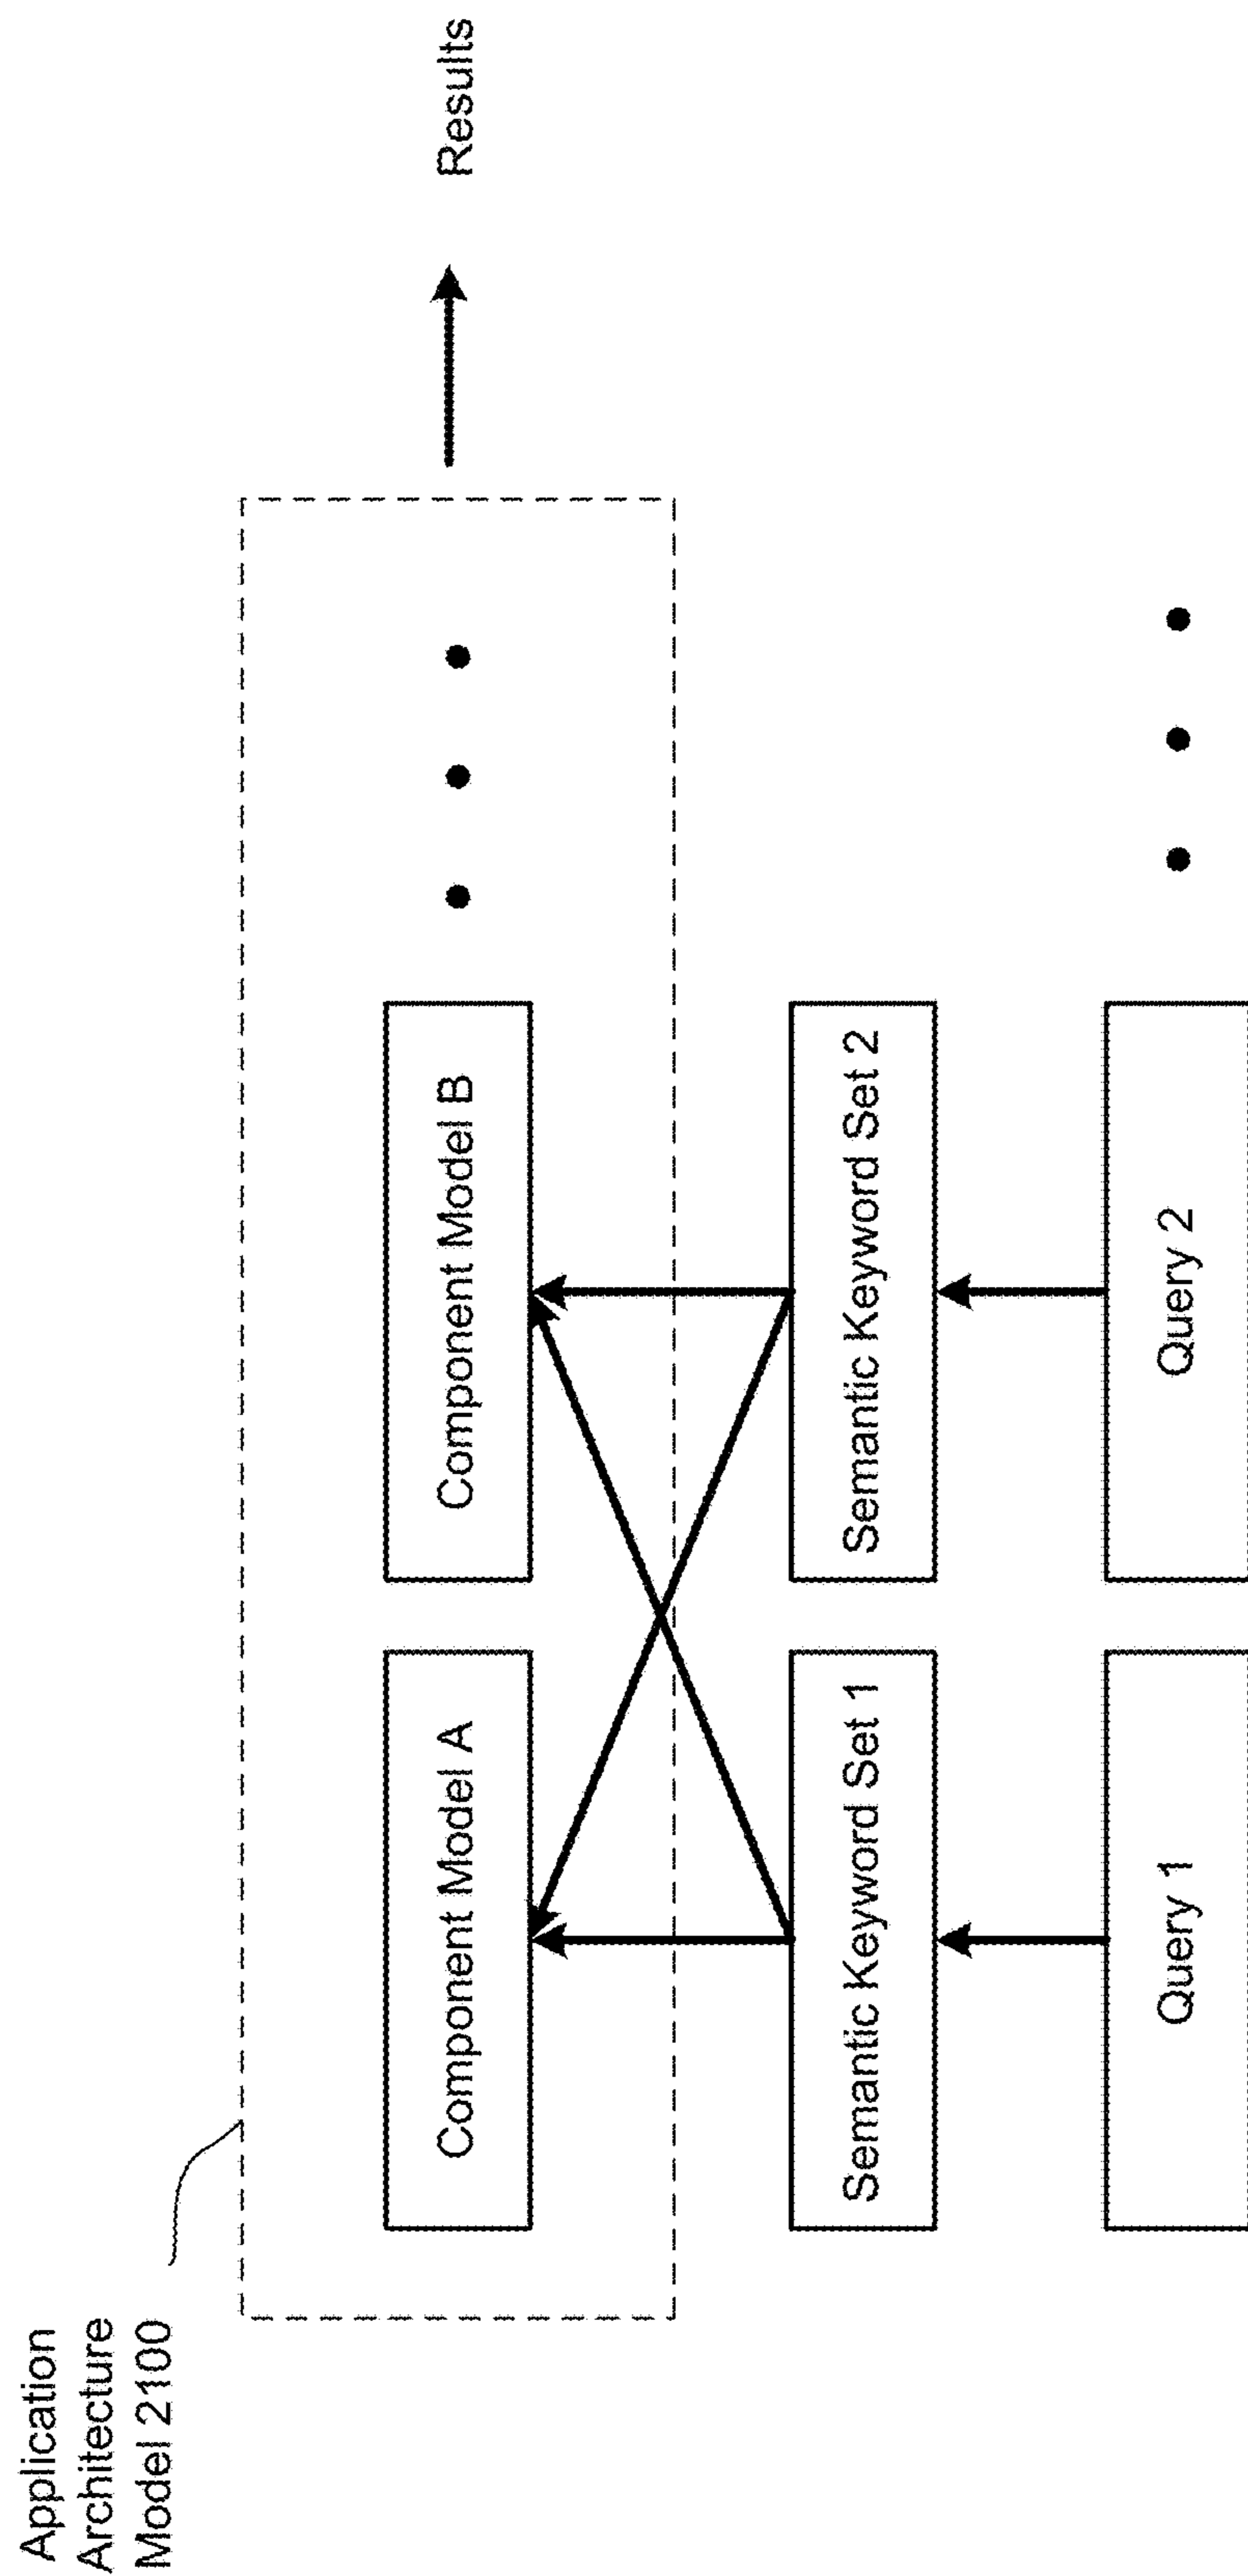 Application
Architecture
Model 2100
Component Model A
Component Model B
Results
Semantic Keyword Set 1
Semantic Keyword Set 2
Query 1
Query 2